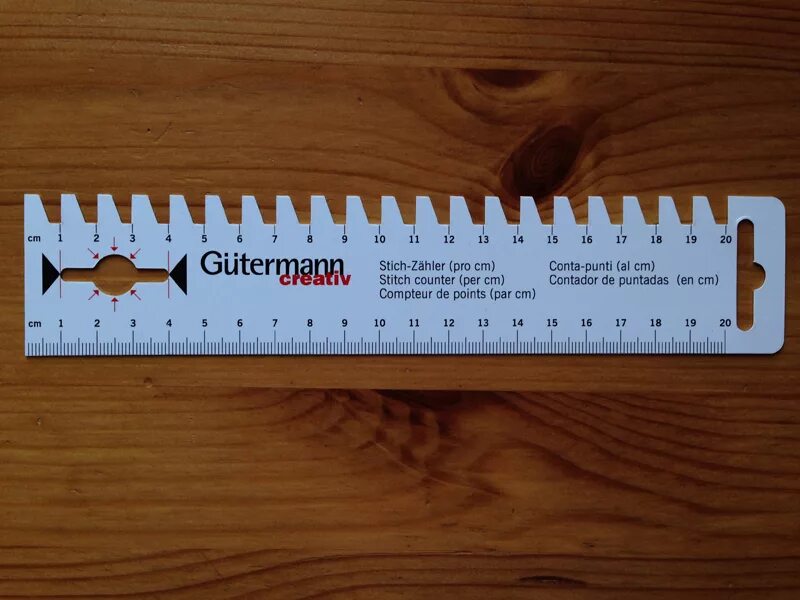 cm 1 2 3 4 5 6 7 8 9 10 11 12 13 14 15 16 17 18 19 20
Gütermann
creativ
Stich-Zähler (pro cm)
Stitch counter (per cm)
Compteur de points (par cm)
Conta-punti (al cm)
Contador de puntadas (en cm)
cm 1 2 3 4 5 6 7 8 9 10 11 12 13 14 15 16 17 18 19 20